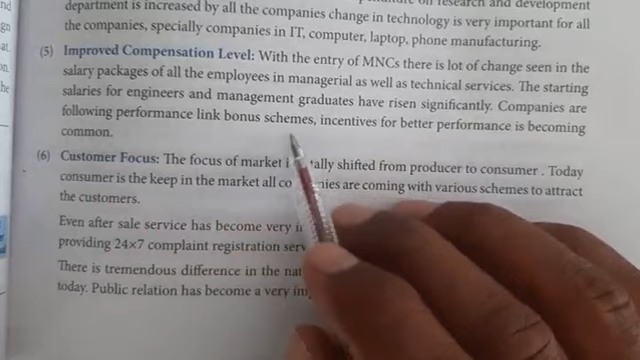 department is increased by all the companies change in technology is very important for all
the companies, specially companies in IT, computer, laptop, phone manufacturing.
(5) Improved Compensation Level: With the entry of MNCs there is lot of change seen in the
salary packages of all the employees in managerial as well as technical services. The starting
salaries for engineers and management graduates have risen significantly. Companies are
following performance link bonus schemes, incentives for better performance is becoming
common.
(6) Customer Focus: The focus of market shifted from producer to consumer . Today
consumer is the keep in the market all are coming with various schemes to attract
the customers.
Even after sale service has become very
providing 24×7 complaint registration
There is tremendous difference in the
today. Public relation has become a very